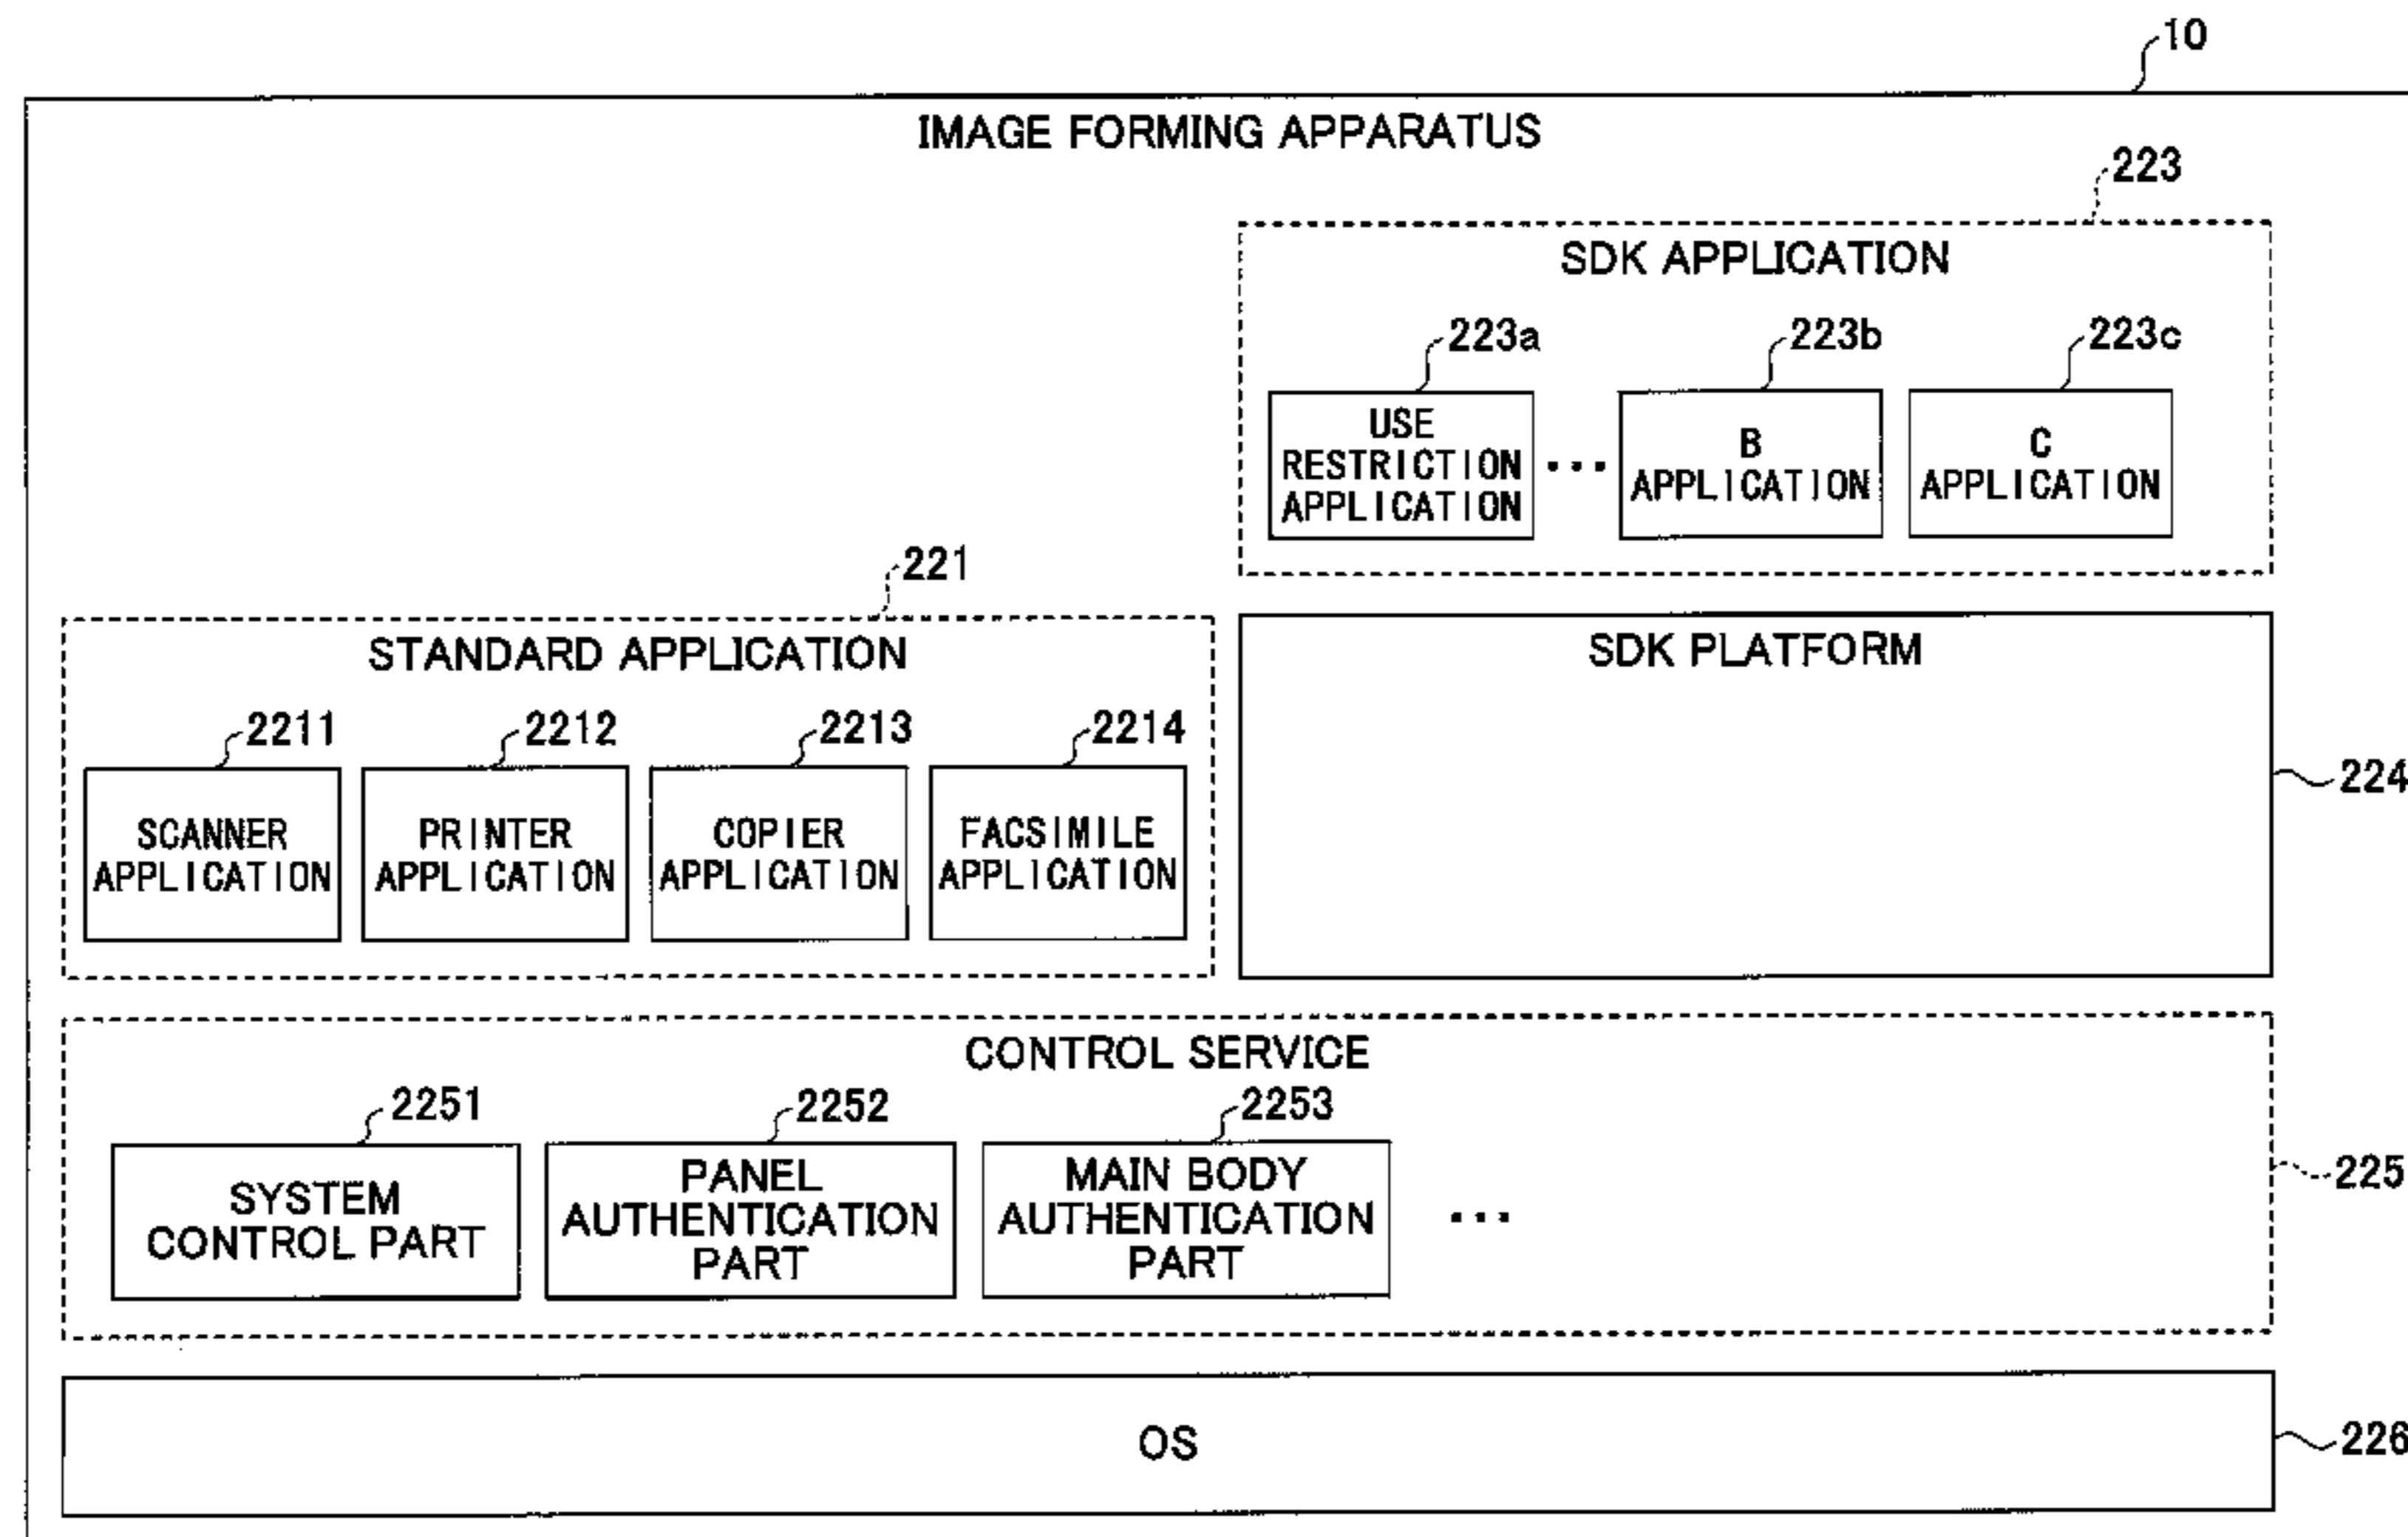 10
IMAGE FORMING APPARATUS
223
SDK APPLICATION
223a
223b
223c
USE
RESTRICTION
APPLICATION
...
B
APPLICATION
C
APPLICATION
221
STANDARD APPLICATION
2211
2212
2213
2214
SCANNER
APPLICATION
PRINTER
APPLICATION
COPIER
APPLICATION
FACSIMILE
APPLICATION
SDK PLATFORM
224
CONTROL SERVICE
2251
2252
2253
SYSTEM
CONTROL PART
PANEL
AUTHENTICATION
PART
MAIN BODY
AUTHENTICATION
PART
...
225
OS
226